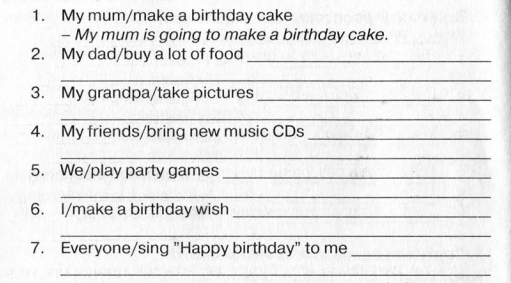 1. My mum/make a birthday cake
– My mum is going to make a birthday cake.
2. My dad/buy a lot of food
3. My grandpa/take pictures
4. My friends/bring new music CDs
5. We/play party games
6. I/make a birthday wish
7. Everyone/sing ”Happy birthday” to me